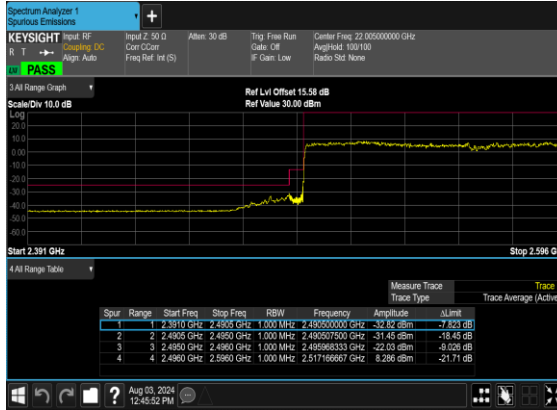 Spectrum Analyzer 1
Spurious Emissions
+
KEYSIGHT
R T
PASS
Input: RF
Coupling: DC
Align: Auto
Input Z: 50 Ω
Corr CCorr
Freq Ref: Int (S)
Atten: 30 dB
Trig: Free Run
Gate: Off
IF Gain: Low
Center Freq: 22.005000000 GHz
Avg|Hold: 100/100
Radio Std: None
3 All Range Graph
Scale/Div 10.0 dB
Ref Lvl Offset 15.58 dB
Ref Value 30.00 dBm
Log
20.0
10.0
0.00
-10.0
-20.0
-30.0
-40.0
-50.0
-60.0
Start 2.391 GHz
Stop 2.596 G
4 All Range Table
Measure Trace Trace
Trace Type Trace Average (Active
Spur Range Start Freq Stop Freq RBW Frequency Amplitude ΔLimit
1 1 2.3910 GHz 2.4905 GHz 1.000 MHz 2.490500000 GHz -32.82 dBm -7.823 dB
2 2 2.4905 GHz 2.4950 GHz 1.000 MHz 2.490507500 GHz -31.45 dBm -18.45 dB
3 3 2.4950 GHz 2.4960 GHz 1.000 MHz 2.495968333 GHz -22.03 dBm -9.026 dB
4 4 2.4960 GHz 2.5960 GHz 1.000 MHz 2.517166667 GHz 8.286 dBm -21.71 dB
?
Aug 03, 2024
12:45:52 PM